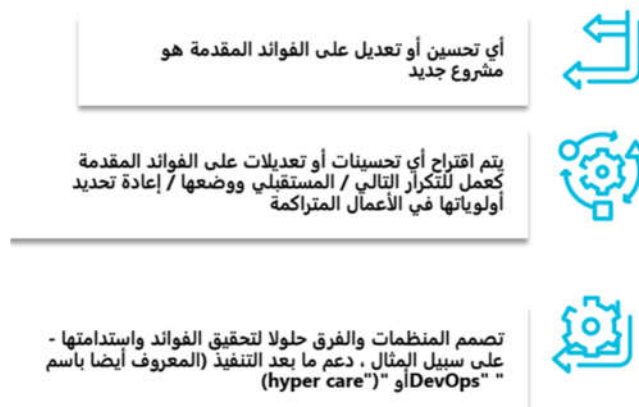 أي تحسين أو تعديل على الفوائد المقدمة هو
مشروع جديد
يتم اقتراح أي تحسينات أو تعديلات على الفوائد المقدمة
كعمل للتكرار التالي / المستقبلي ووضعها / إعادة تحديد
أولوياتها في الأعمال المتراكمة
تصمم المنظمات والفرق حلولا لتحقيق الفوائد واستدامتها -
على سبيل المثال ، دعم ما بعد التنفيذ (المعروف أيضا باسم
" "DevOpsأو "("hyper care)